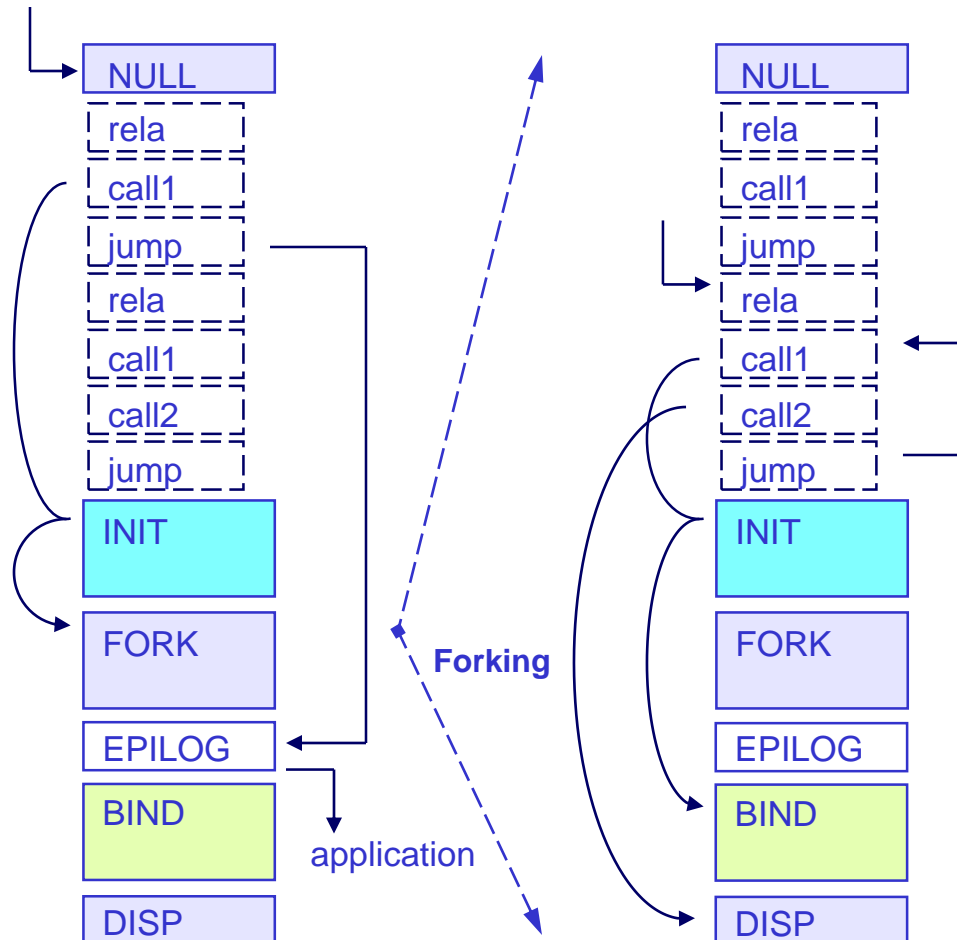 NULL
rela
call1
jump
rela
call1
call2
jump
INIT
FORK
EPILOG
BIND
application
DISP
Forking
NULL
rela
call1
jump
rela
call1
call2
jump
INIT
FORK
EPILOG
BIND
DISP